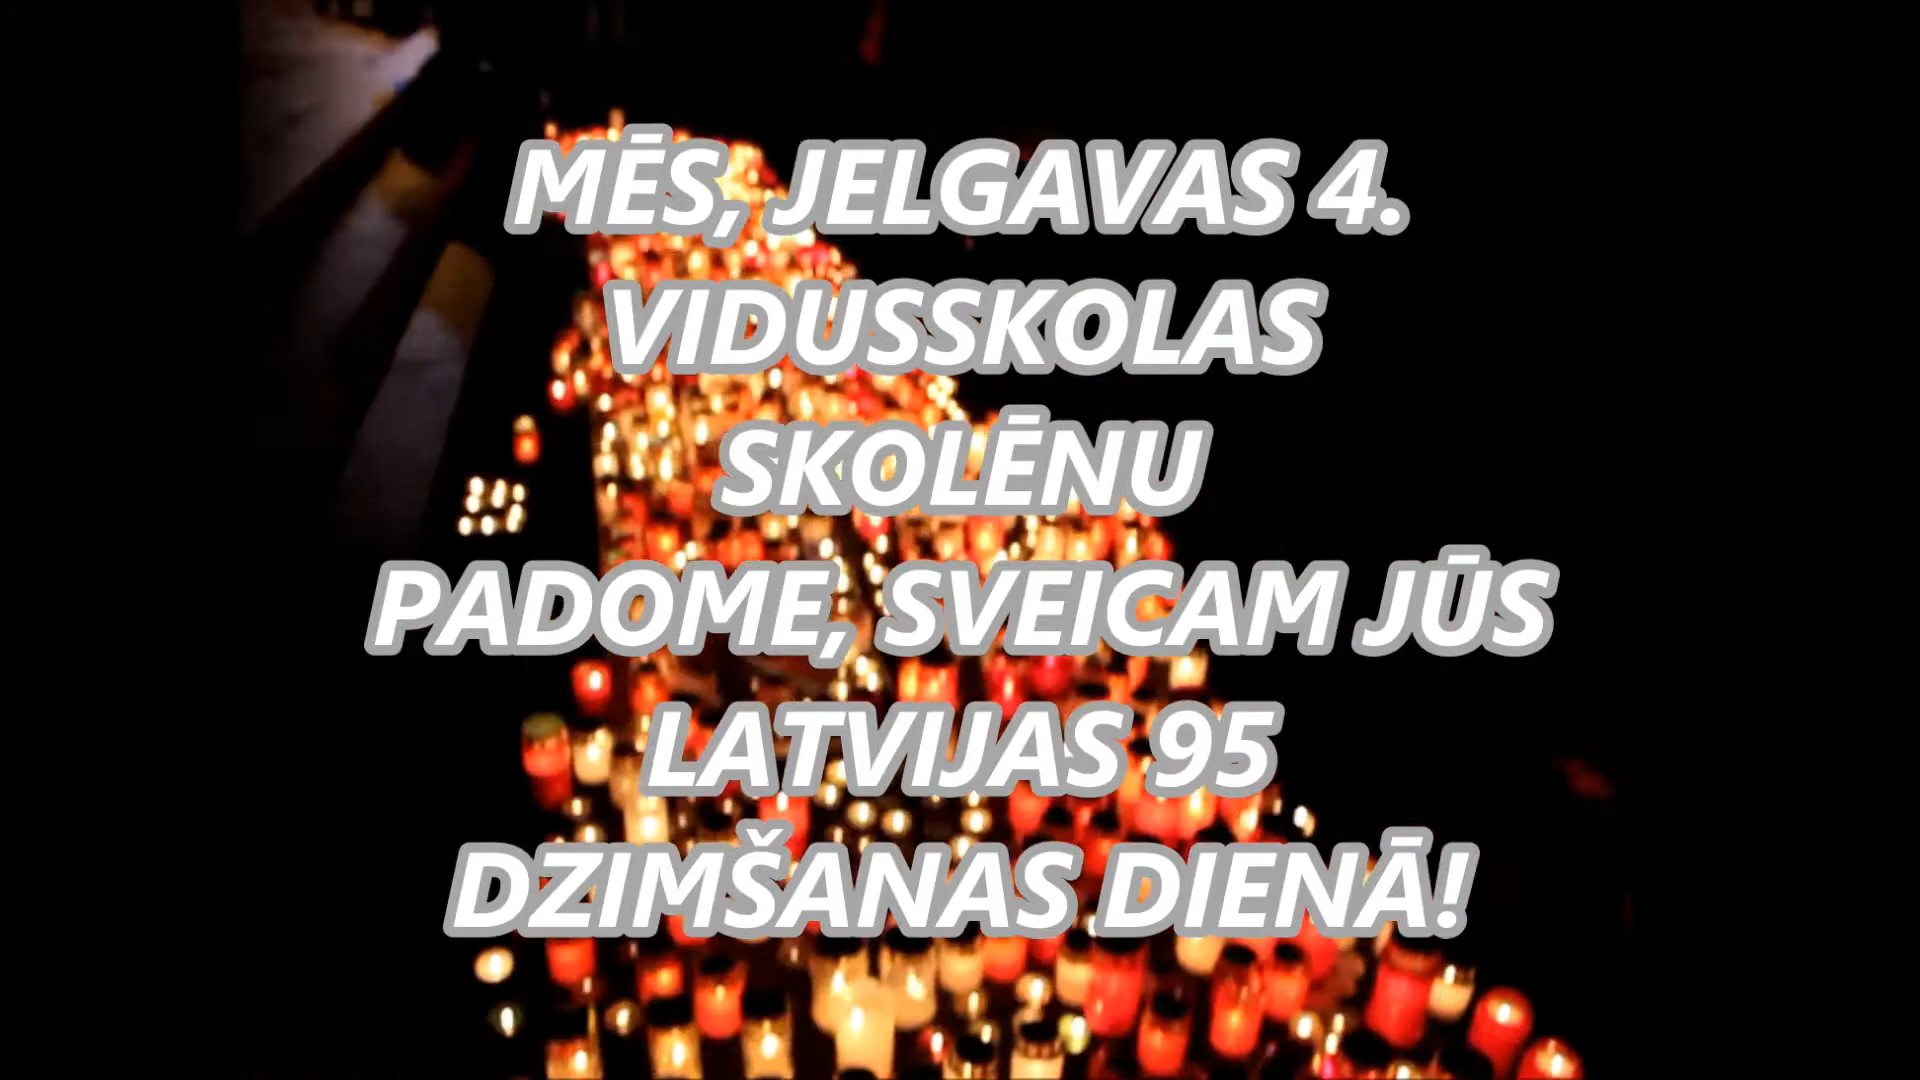 MĒS, JELGAVAS 4.
VIDUSSKOLAS
SKOLĒNU
PADOME, SVEICAM JŪS
LATVIJAS 95
DZIMŠANAS DIENĀ!